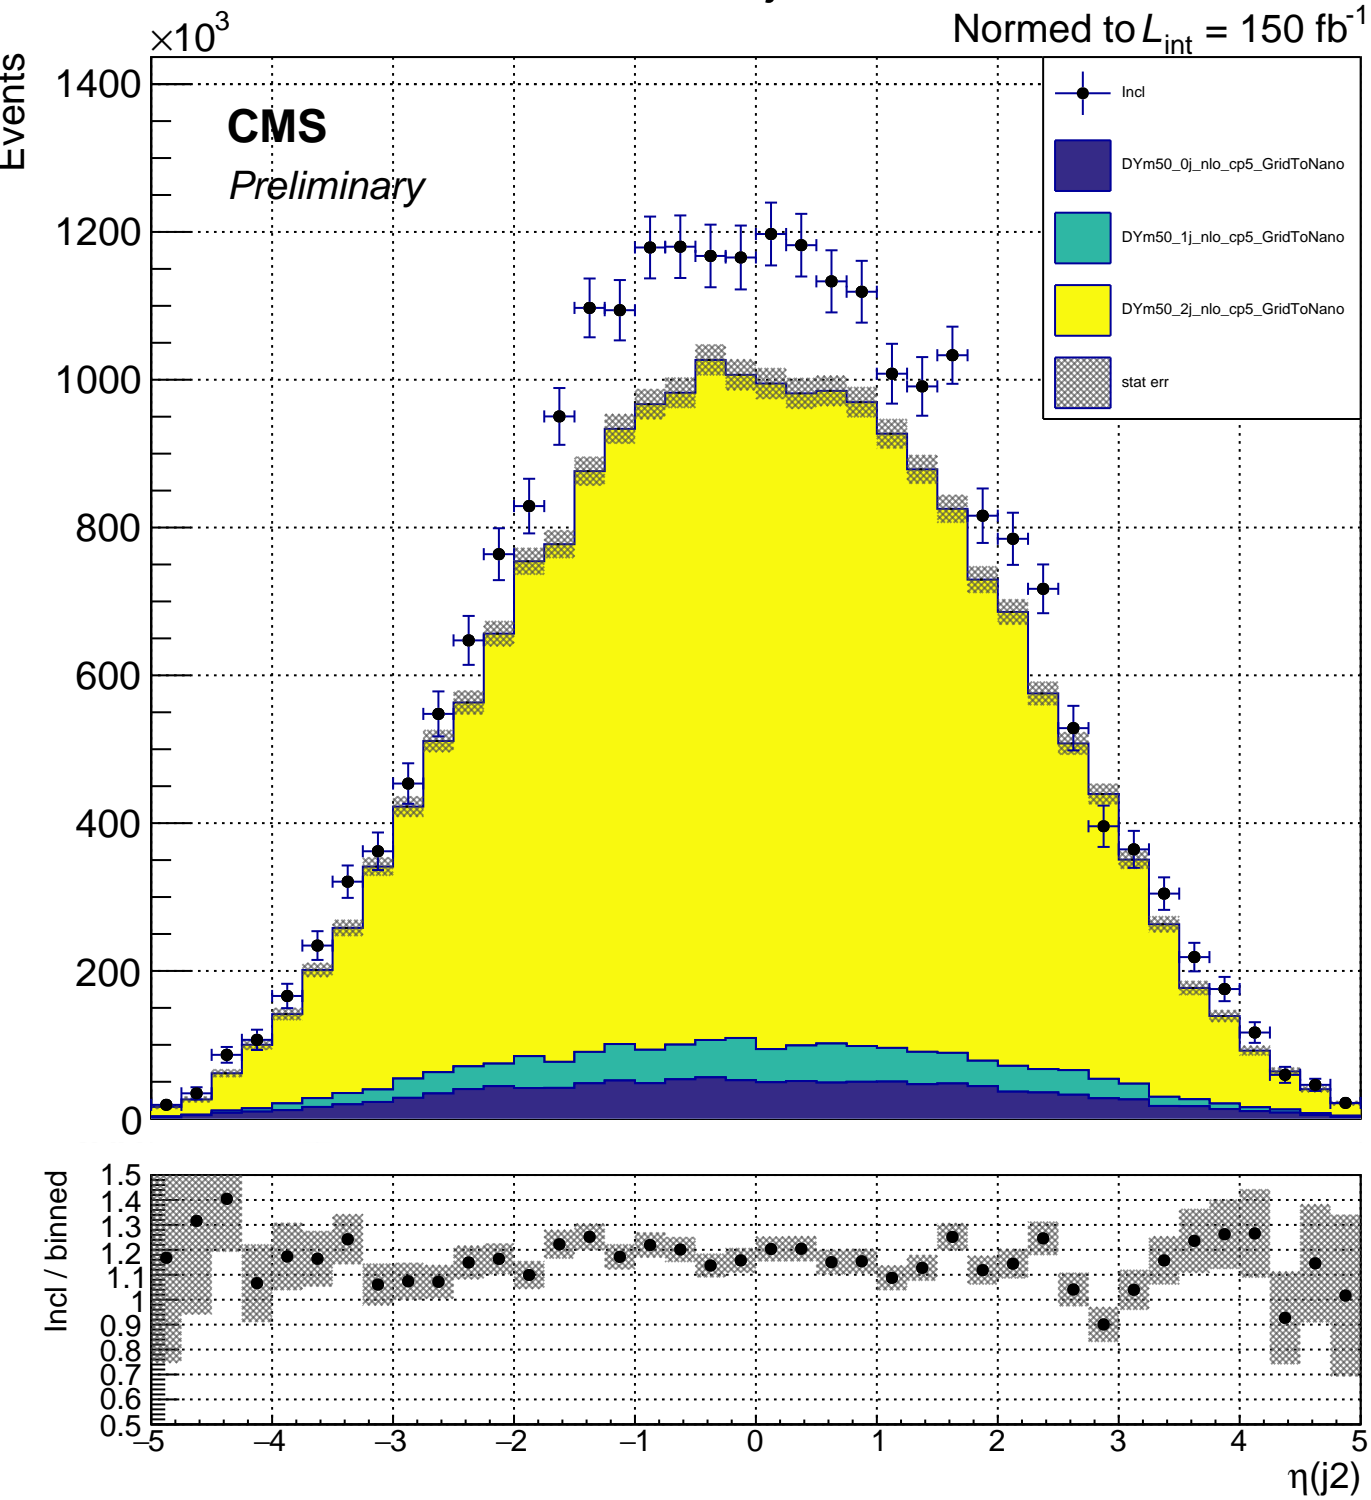 ×10³
Normed to L_int = 150 fb⁻¹
Events
CMS
Preliminary
Incl
DYm50_0j_nlo_cp5_GridToNano
DYm50_1j_nlo_cp5_GridToNano
DYm50_2j_nlo_cp5_GridToNano
stat err
1400
1200
1000
800
600
400
200
0
Incl / binned
1.5
1.4
1.3
1.2
1.1
1
0.9
0.8
0.7
0.6
0.5
−5 −4 −3 −2 −1 0 1 2 3 4 5
η(j2)